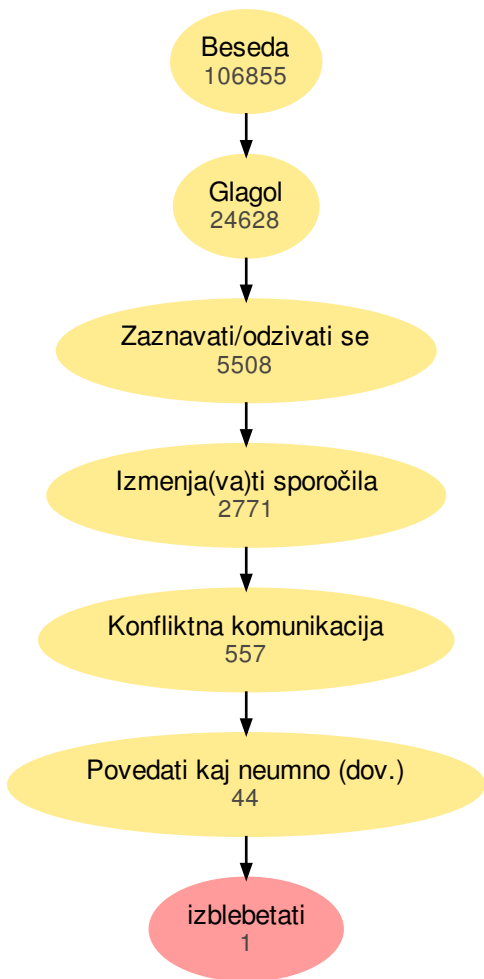 Beseda
106855
Glagol
24628
Zaznavati/odzivati se
5508
Izmenja(va)ti sporočila
2771
Konfliktna komunikacija
557
Povedati kaj neumno (dov.)
44
izblebetati
1